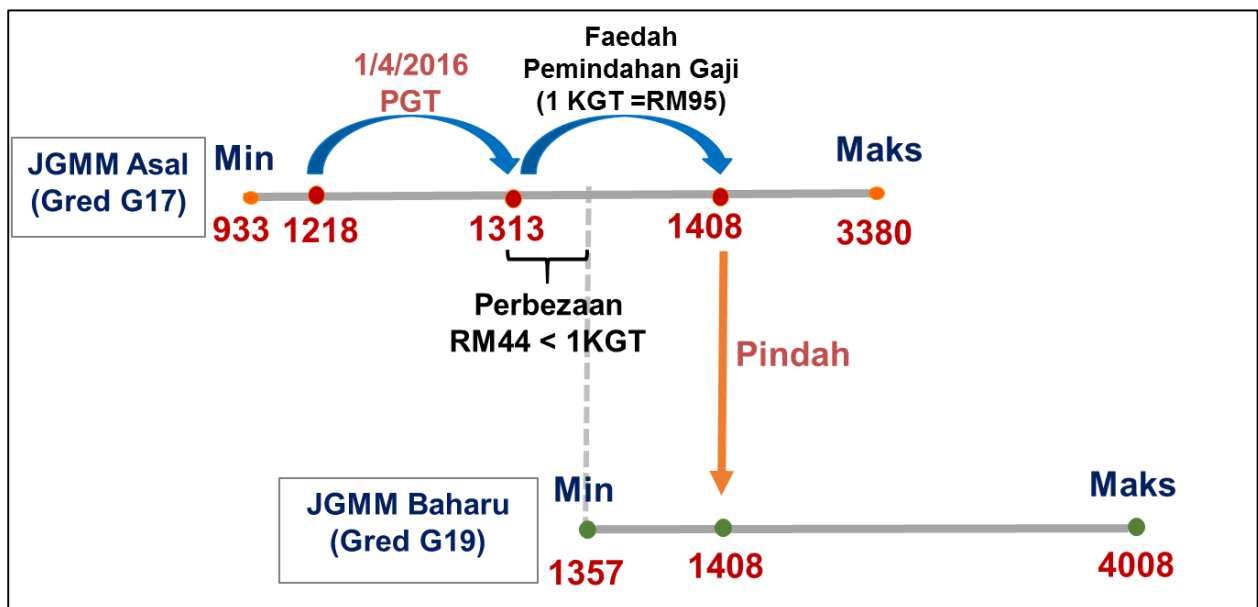 1/4/2016
PGT
Faedah
Pemindahan Gaji
(1 KGT =RM95)
JGMM Asal
(Gred G17)
Min
Maks
933
1218
1313
1408
3380
Perbezaan
RM44 < 1KGT
Pindah
JGMM Baharu
(Gred G19)
Min
Maks
1357
1408
4008